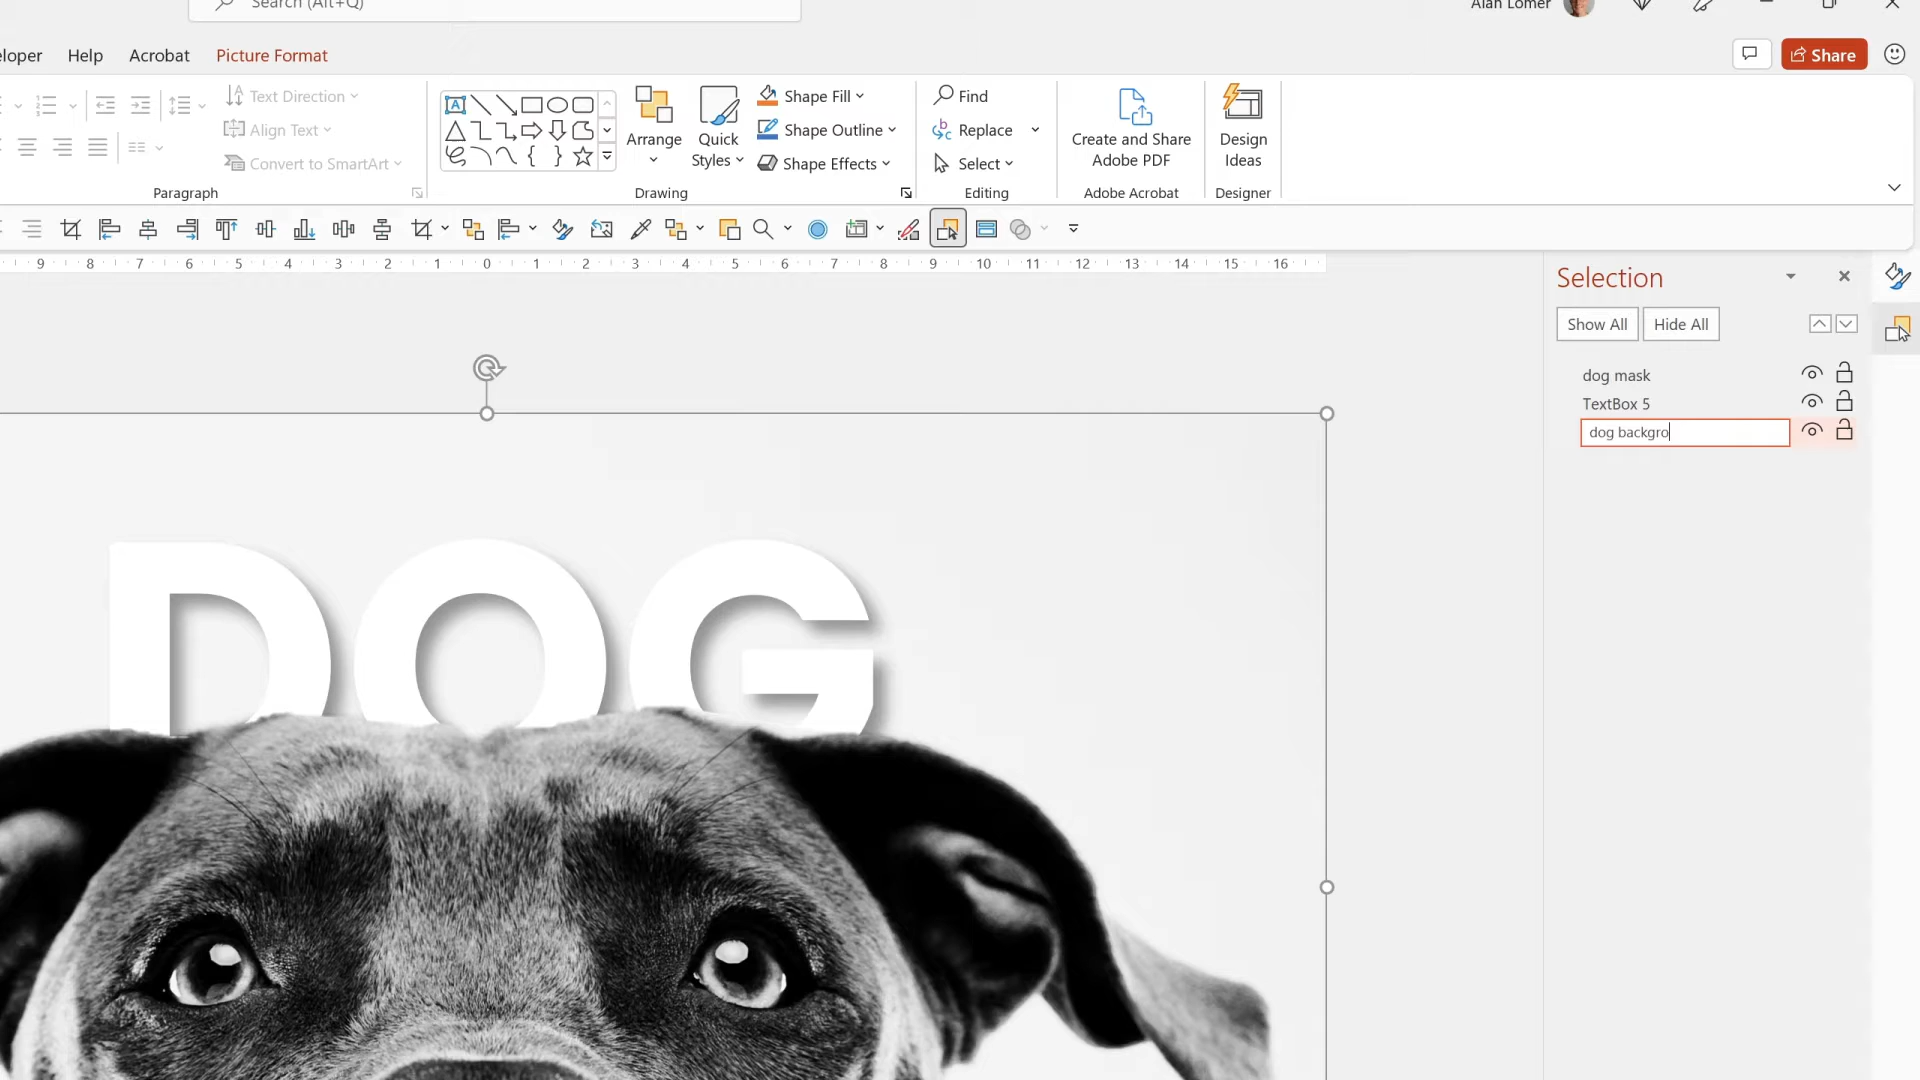 Search (Alt+Q)
Alan Lomer
Help
Acrobat
Picture Format
Share
Text Direction
Align Text
Convert to SmartArt
Paragraph
Arrange
Quick
Styles
Shape Fill
Shape Outline
Shape Effects
Drawing
Find
Replace
Select
Editing
Create and Share
Adobe PDF
Adobe Acrobat
Design
Ideas
Designer
9 8 7 6 5 4 3 2 1 0 1 2 3 4 5 6 7 8 9 10 11 12 13 14 15 16
Selection
Show All
Hide All
dog mask
TextBox 5
dog backgro
DOG